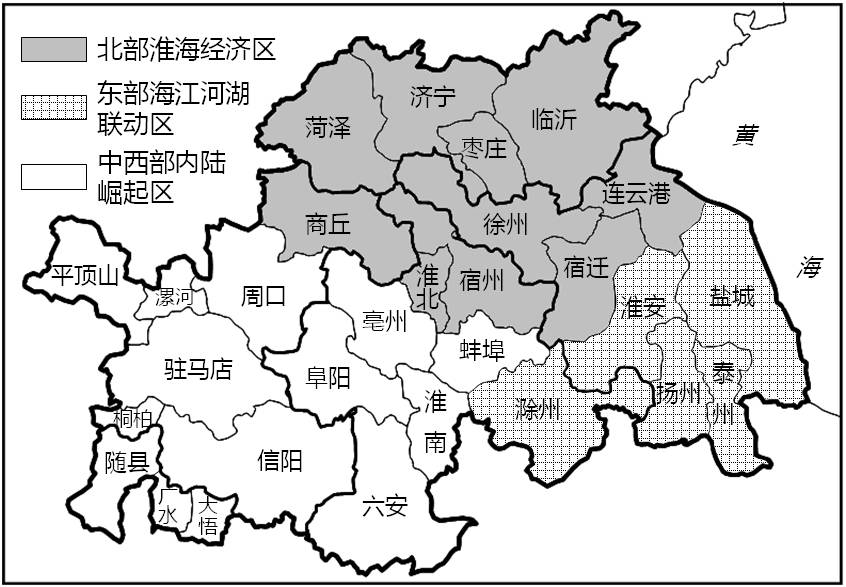 北部淮海经济区
东部海江河湖
联动区
中西部内陆
崛起区
济宁
临沂
菏泽
枣庄
黄
海
连云港
商丘
徐州
平顶山
漯河
周口
淮
北
宿州
宿迁
淮安
盐城
亳州
蚌埠
驻马店
阜阳
淮
南
滁州
扬州
泰
州
桐柏
随县
信阳
广
水
大
悟
六安